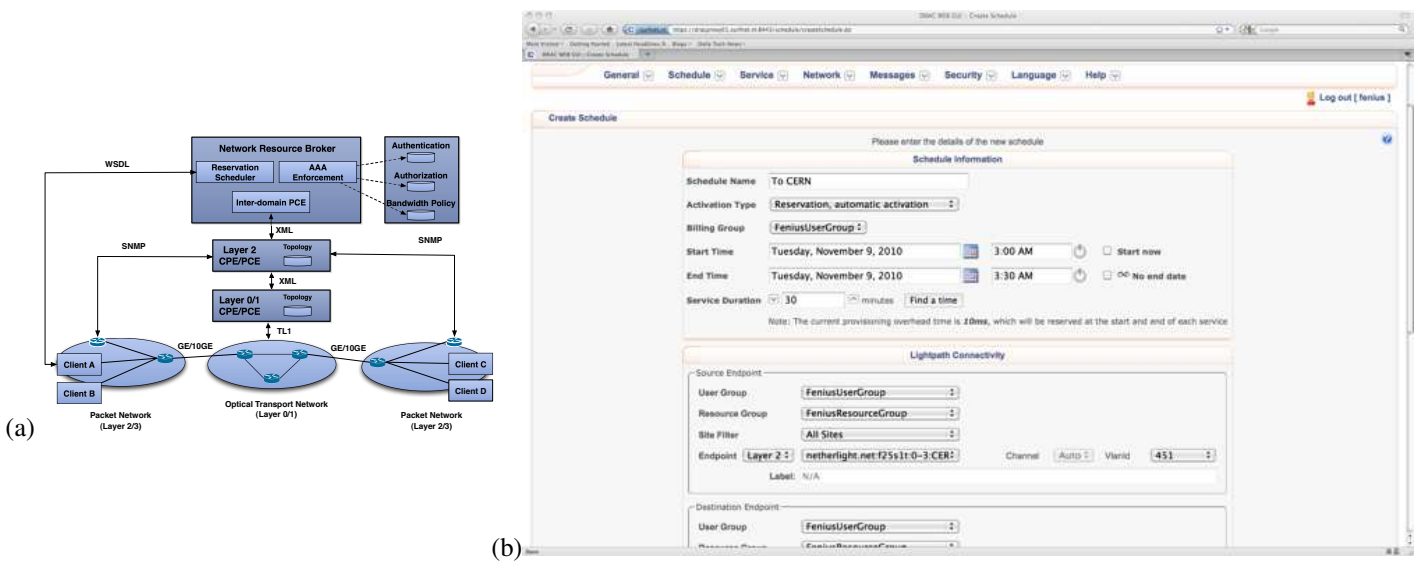 Network Resource Broker
Reservation Scheduler
AAA Enforcement
Inter-domain PCE
Authentication
Authorization
Bandwidth Policy
WSDL
XML
SNMP
Layer 2 CPE/PCE
Topology
SNMP
XML
Layer 0/1 CPE/PCE
Topology
TL1
GE/10GE
GE/10GE
Client A
Client B
Client C
Client D
Packet Network
(Layer 2/3)
Optical Transport Network
(Layer 0/1)
Packet Network
(Layer 2/3)
(a)
General Schedule Service Network Messages Security Language Help
Log out [ fenius ]
Create Schedule
Please enter the details of the new schedule
Schedule Information
Schedule Name To CERN
Activation Type Reservation, automatic activation
Billing Group FeniusUserGroup
Start Time Tuesday, November 9, 2010 3:00 AM Start now
End Time Tuesday, November 9, 2010 3:30 AM No end date
Service Duration 30 minutes Find a time
Note: The current provisioning overhead time is 10ms, which will be reserved at the start and end of each service
Lightpath Connectivity
Source Endpoint
User Group FeniusUserGroup
Resource Group FeniusResourceGroup
Site Filter All Sites
Endpoint Layer 2 netherlight.net:f25s1t:0-3:CER Channel Auto VlanId 451
Label: N/A
Destination Endpoint
User Group FeniusUserGroup
(b)